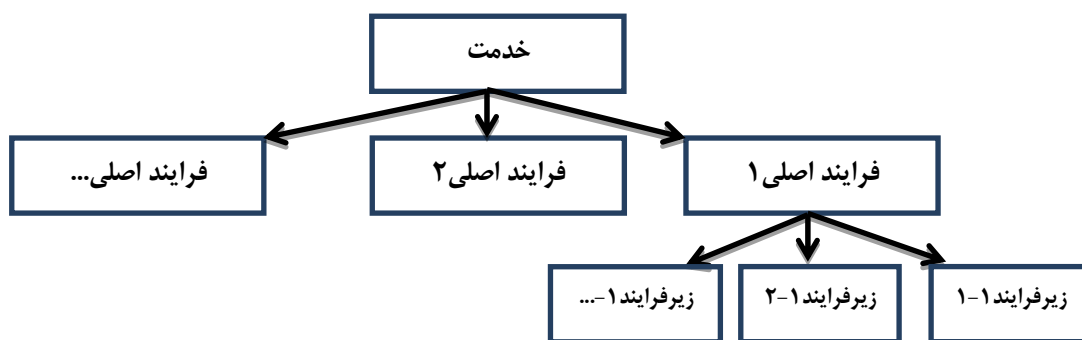 خدمت
فرایند اصلی۱
فرایند اصلی۲
فرایند اصلی...
زیرفرایند۱-۱
زیرفرایند۱-۲
زیرفرایند۱-...